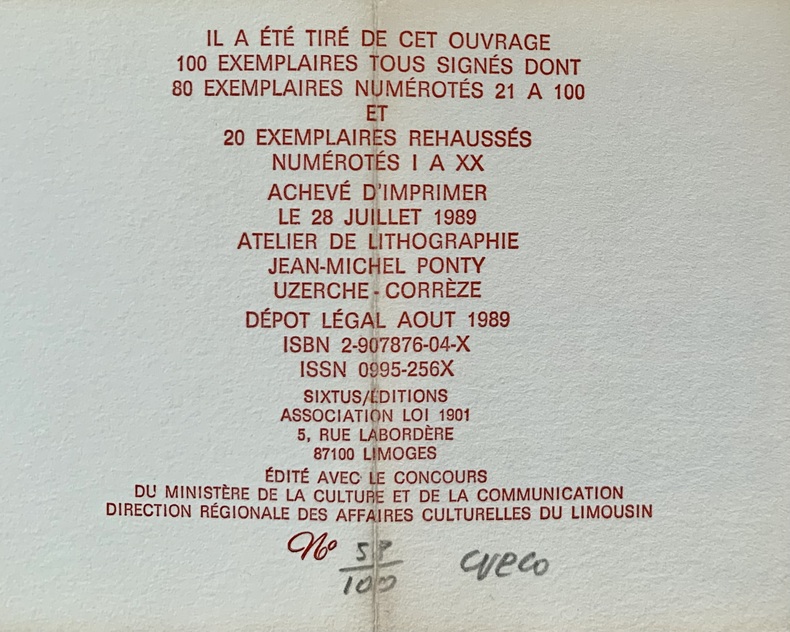 IL A ÉTÉ TIRÉ DE CET OUVRAGE
100 EXEMPLAIRES TOUS SIGNÉS DONT
80 EXEMPLAIRES NUMÉROTÉS 21 A 100
ET
20 EXEMPLAIRES REHAUSSÉS
NUMÉROTÉS I A XX
ACHEVÉ D'IMPRIMER
LE 28 JUILLET 1989
ATELIER DE LITHOGRAPHIE
JEAN-MICHEL PONTY
UZERCHE-CORRÈZE
DÉPOT LÉGAL AOUT 1989
ISBN 2-907876-04-X
ISSN 0995-256X
SIXTUS/ÉDITIONS
ASSOCIATION LOI 1901
5, RUE LABORDÈRE
87100 LIMOGES
ÉDITÉ AVEC LE CONCOURS
DU MINISTÈRE DE LA CULTURE ET DE LA COMMUNICATION
DIRECTION RÉGIONALE DES AFFAIRES CULTURELLES DU LIMOUSIN
No
100
cueco